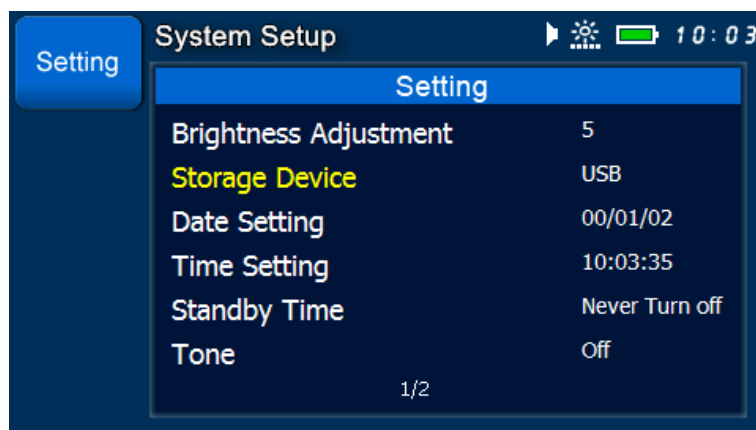 Setting
System Setup
10:03
Setting
Brightness Adjustment 5
Storage Device USB
Date Setting 00/01/02
Time Setting 10:03:35
Standby Time Never Turn off
Tone Off
1/2